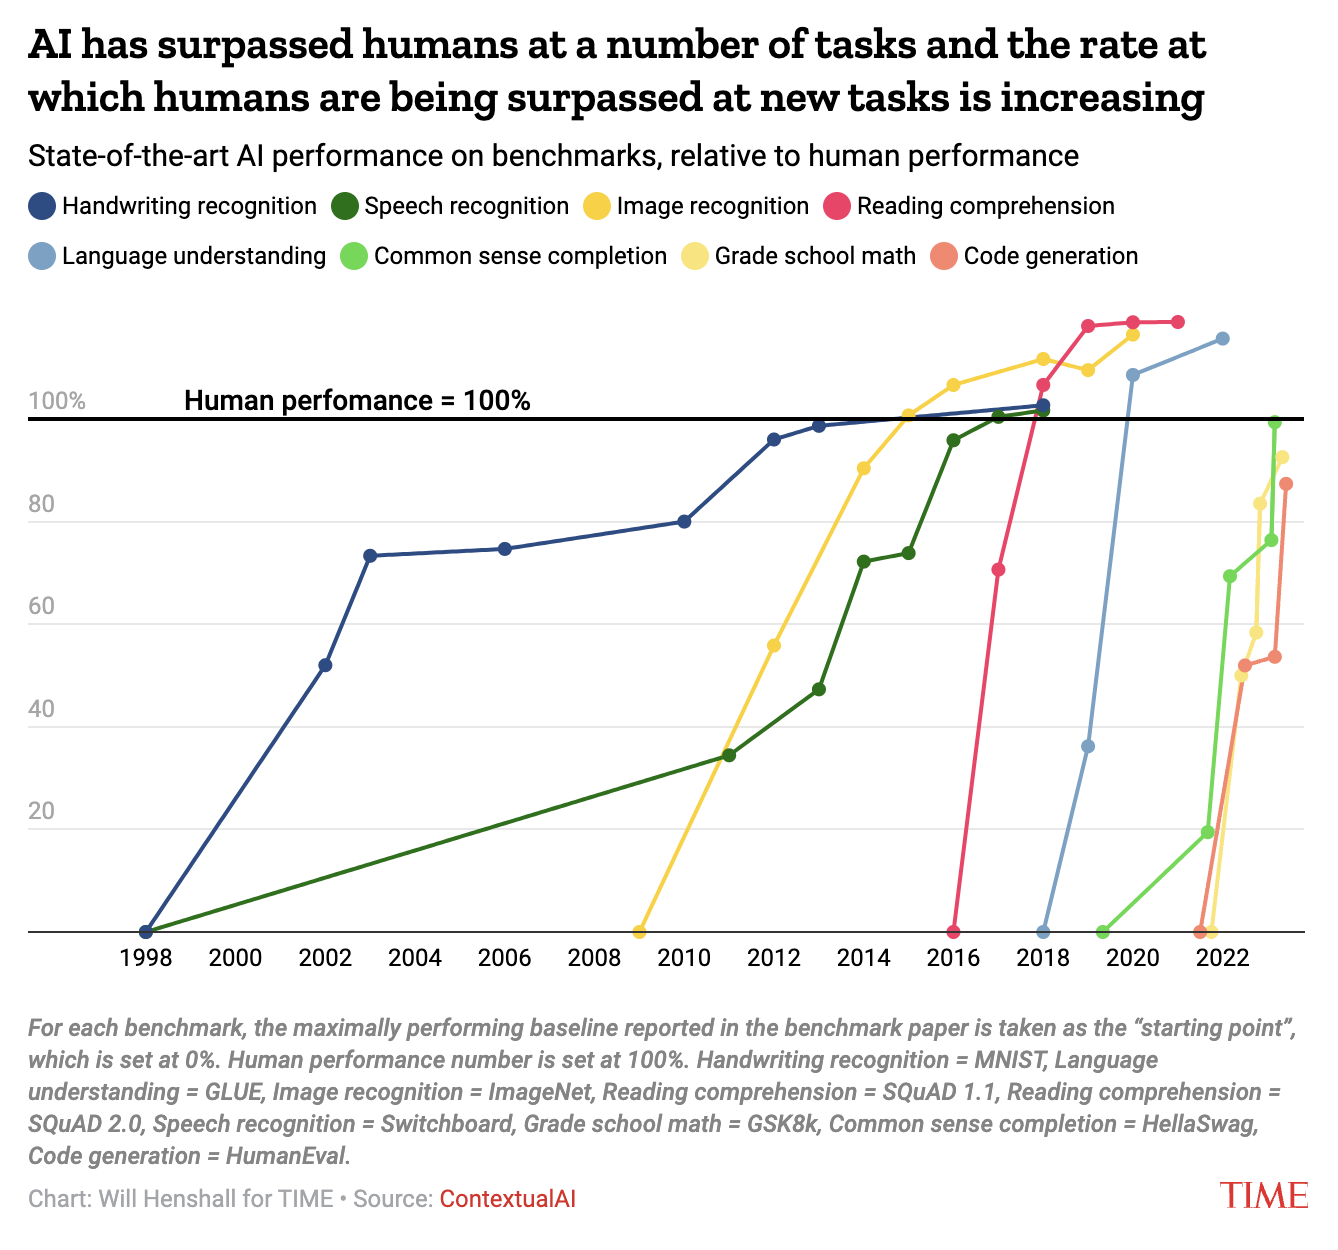 AI has surpassed humans at a number of tasks and the rate at
which humans are being surpassed at new tasks is increasing
State-of-the-art AI performance on benchmarks, relative to human performance
Handwriting recognition Speech recognition Image recognition Reading comprehension
Language understanding Common sense completion Grade school math Code generation
100% Human perfomance = 100%
80
60
40
20
1998 2000 2002 2004 2006 2008 2010 2012 2014 2016 2018 2020 2022
For each benchmark, the maximally performing baseline reported in the benchmark paper is taken as the “starting point”,
which is set at 0%. Human performance number is set at 100%. Handwriting recognition = MNIST, Language
understanding = GLUE, Image recognition = ImageNet, Reading comprehension = SQuAD 1.1, Reading comprehension =
SQuAD 2.0, Speech recognition = Switchboard, Grade school math = GSK8k, Common sense completion = HellaSwag,
Code generation = HumanEval.
Chart: Will Henshall for TIME • Source: ContextualAI
TIME